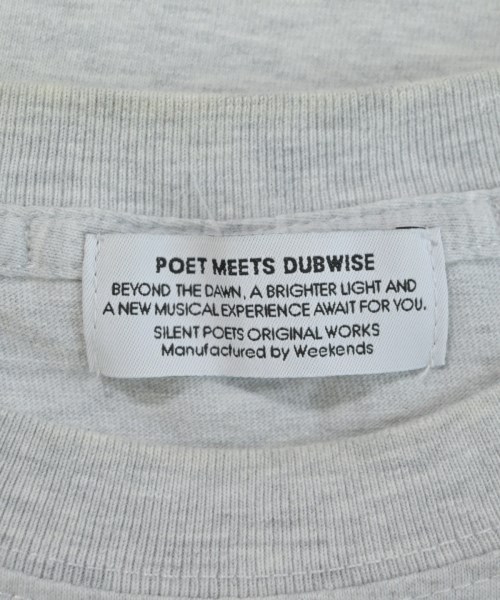 POET MEETS DUBWISE
BEYOND THE DAWN, A BRIGHTER LIGHT AND
A NEW MUSICAL EXPERIENCE AWAIT FOR YOU.
SILENT POETS ORIGINAL WORKS
Manufactured by Weekends